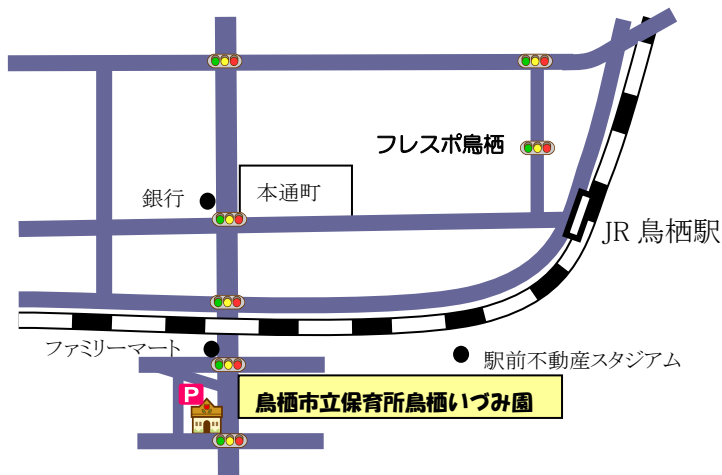 フレスポ鳥栖
銀行
本通町
JR 鳥栖駅
ファミリーマート
駅前不動産スタジアム
P
鳥栖市立保育所鳥栖いづみ園